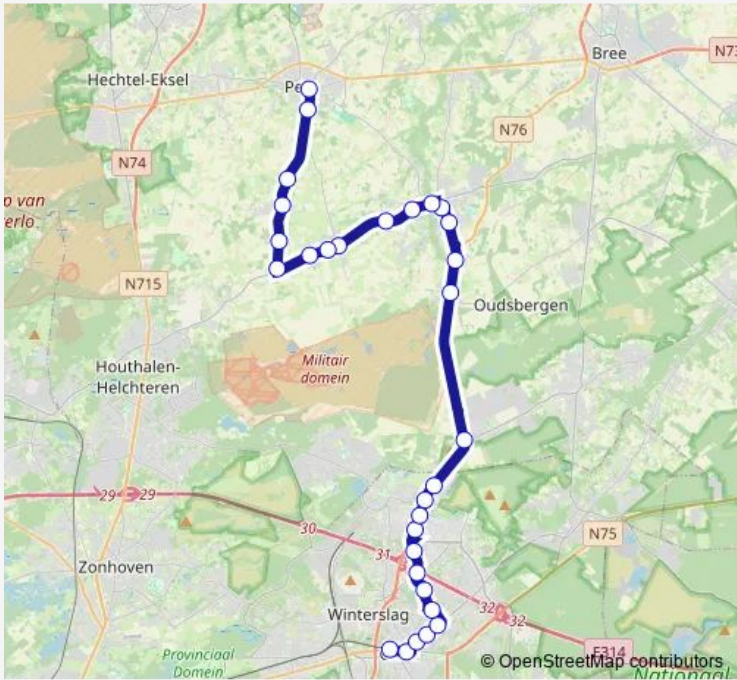 Bree
N73
Hechtel-Eksel
Pe
N76
N74
p van
erlo
N715
Oudsbergen
Militair
domein
Houthalen-
Helchteren
29
29
30
N75
31
Zonhoven
32
32
Winterslag
E314
Provinciaal
Domein
© OpenStreetMap contributors
Nationaal